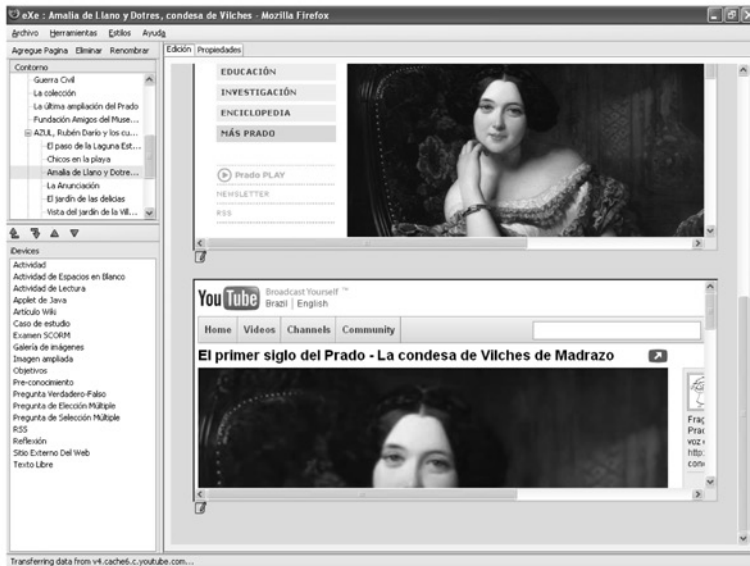 eXe : Amalia de Llano y Dotres, condesa de Vilches - Mozilla Firefox
Archivo Herramientas Estilos Ayuda
Agregue Pagina Eliminar Renombrar
Contorno
Guerra Civil
La colección
La última ampliación del Prado
Fundación Amigos del Muse...
AZUL, Rubén Darío y los cu...
El paso de la Laguna Est...
Chicos en la playa
Amalia de Llano y Dotre...
La Anunciación
El jardín de las delicias
Vista del jardín de la Vill...
iDevices
Actividad
Actividad de Espacios en Blanco
Actividad de Lectura
Applet de Java
Artículo Wiki
Caso de estudio
Examen SCORM
Galería de imágenes
Imagen ampliada
Objetivos
Pre-conocimiento
Pregunta Verdadero-Falso
Pregunta de Elección Múltiple
Pregunta de Selección Múltiple
RSS
Reflexión
Sitio Externo Del Web
Texto Libre
Edición Propiedades
EDUCACIÓN
INVESTIGACIÓN
ENCICLOPEDIA
MÁS PRADO
Prado PLAY
NEWSLETTER
RSS
YouTube Broadcast Yourself ™
Brazil | English
Home Videos Channels Community
El primer siglo del Prado - La condesa de Vilches de Madrazo
Frag
Prad
voz
http:
cond
Transferring data from v4.cache6.c.youtube.com...